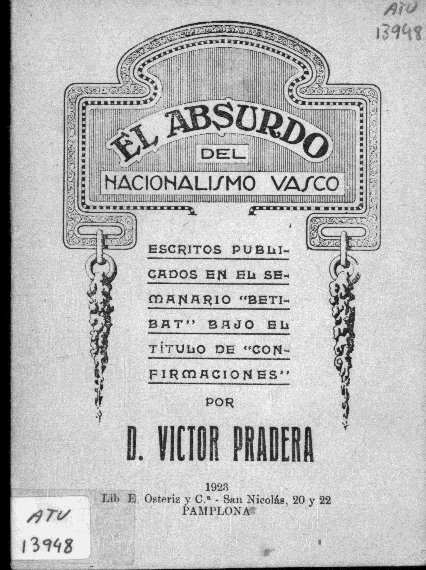 ATU
13948
EL ABSURDO
DEL
NACIONALISMO VASCO
ESCRITOS PUBLI-
CADOS EN EL SE-
MANARIO "BETI-
BAT" BAJO EL
TÍTULO DE "CON-
FIRMACIONES"
POR
D. VICTOR PRADERA
1923
Lib E. Osteriz y C.ª - San Nicolás, 20 y 22
PAMPLONA
ATU
13948